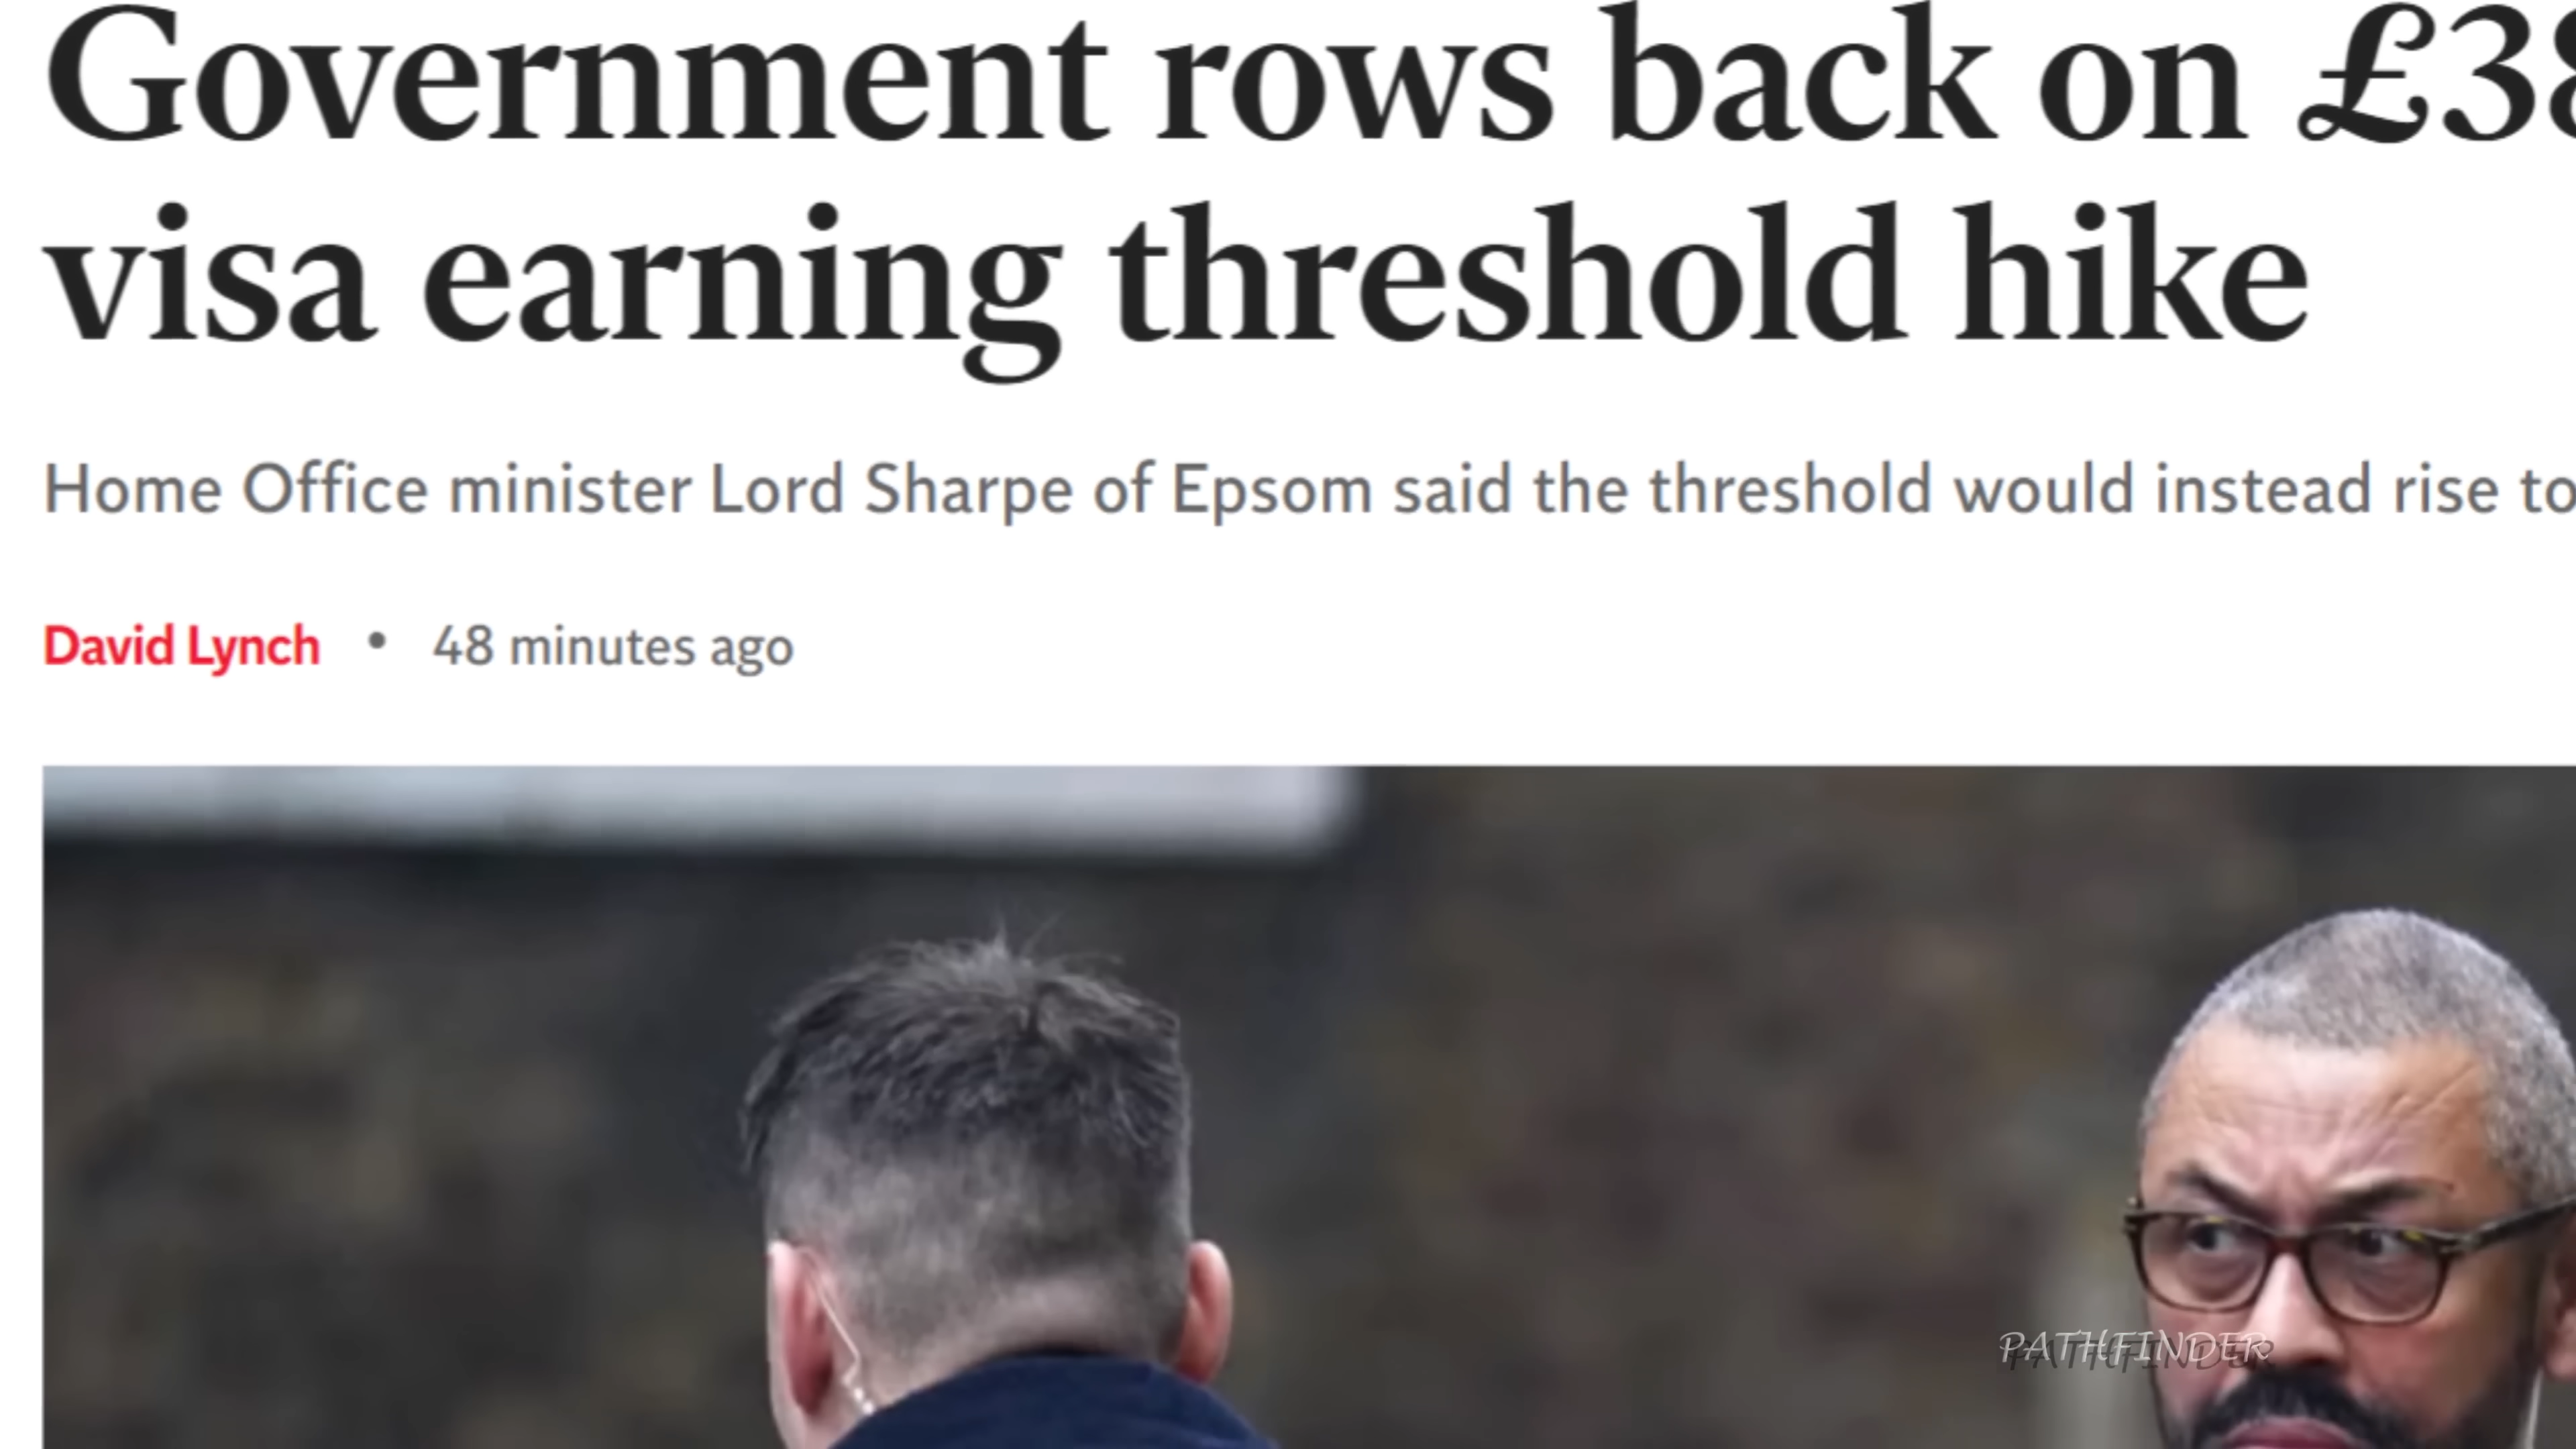 Government rows back on £38
visa earning threshold hike
Home Office minister Lord Sharpe of Epsom said the threshold would instead rise to
David Lynch • 48 minutes ago
PATHFINDER